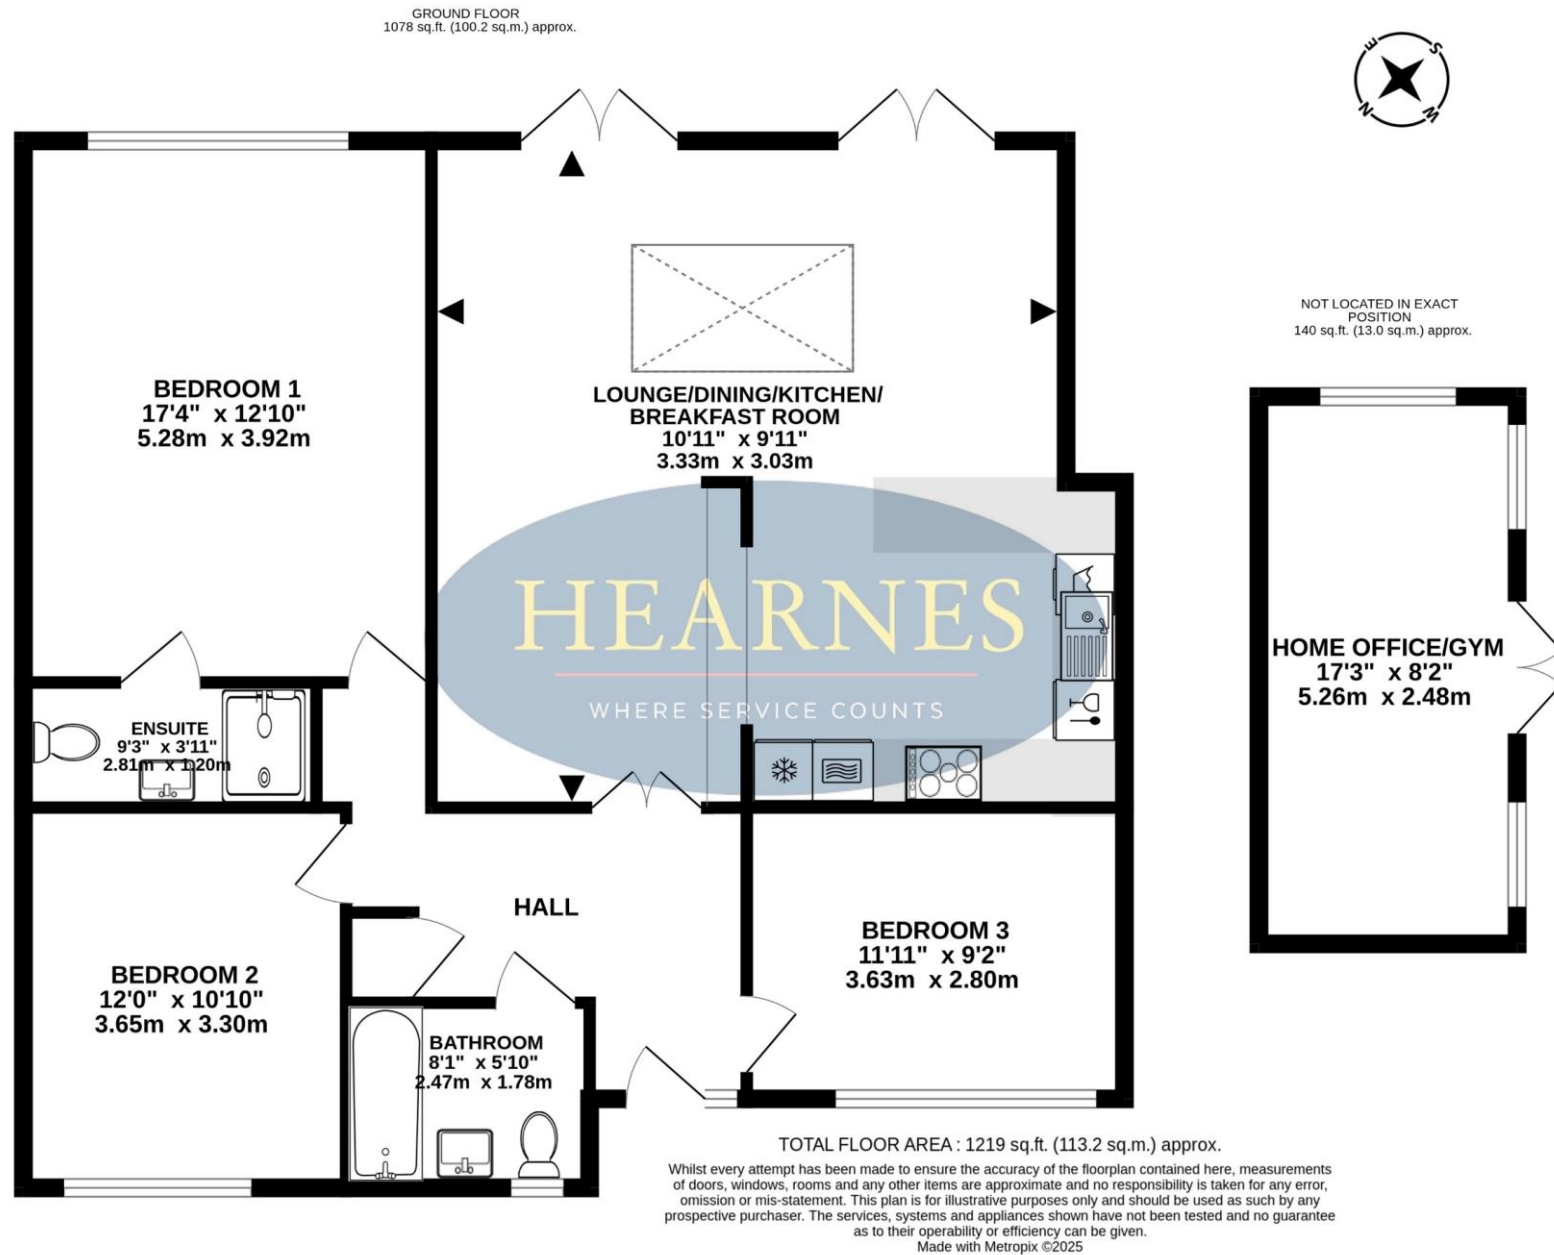 GROUND FLOOR
1078 sq.ft. (100.2 sq.m.) approx.
E
S
N
W
NOT LOCATED IN EXACT
POSITION
140 sq.ft. (13.0 sq.m.) approx.
BEDROOM 1
17'4" x 12'10"
5.28m x 3.92m
LOUNGE/DINING/KITCHEN/
BREAKFAST ROOM
10'11" x 9'11"
3.33m x 3.03m
HEARNES
WHERE SERVICE COUNTS
HOME OFFICE/GYM
17'3" x 8'2"
5.26m x 2.48m
ENSUITE
9'3" x 3'11"
2.81m x 1.20m
HALL
BEDROOM 2
12'0" x 10'10"
3.65m x 3.30m
BEDROOM 3
11'11" x 9'2"
3.63m x 2.80m
BATHROOM
8'1" x 5'10"
2.47m x 1.78m
TOTAL FLOOR AREA : 1219 sq.ft. (113.2 sq.m.) approx.
Whilst every attempt has been made to ensure the accuracy of the floorplan contained here, measurements
of doors, windows, rooms and any other items are approximate and no responsibility is taken for any error,
omission or mis-statement. This plan is for illustrative purposes only and should be used as such by any
prospective purchaser. The services, systems and appliances shown have not been tested and no guarantee
as to their operability or efficiency can be given.
Made with Metropix ©2025